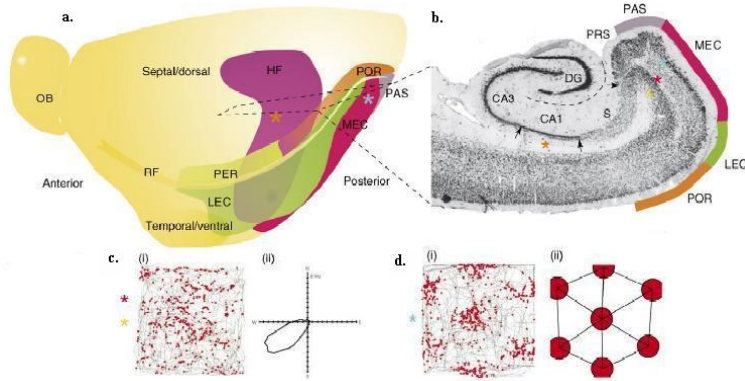 a.
Septal/dorsal
HF
POR
PAS
OB
MEC
RF
PER
Anterior
LEC
Posterior
Temporal/ventral
b.
PAS
PRS
MEC
DG
CA3
CA1
S
LEC
POR
c.
(i)
(ii)
W
d.
(i)
(ii)